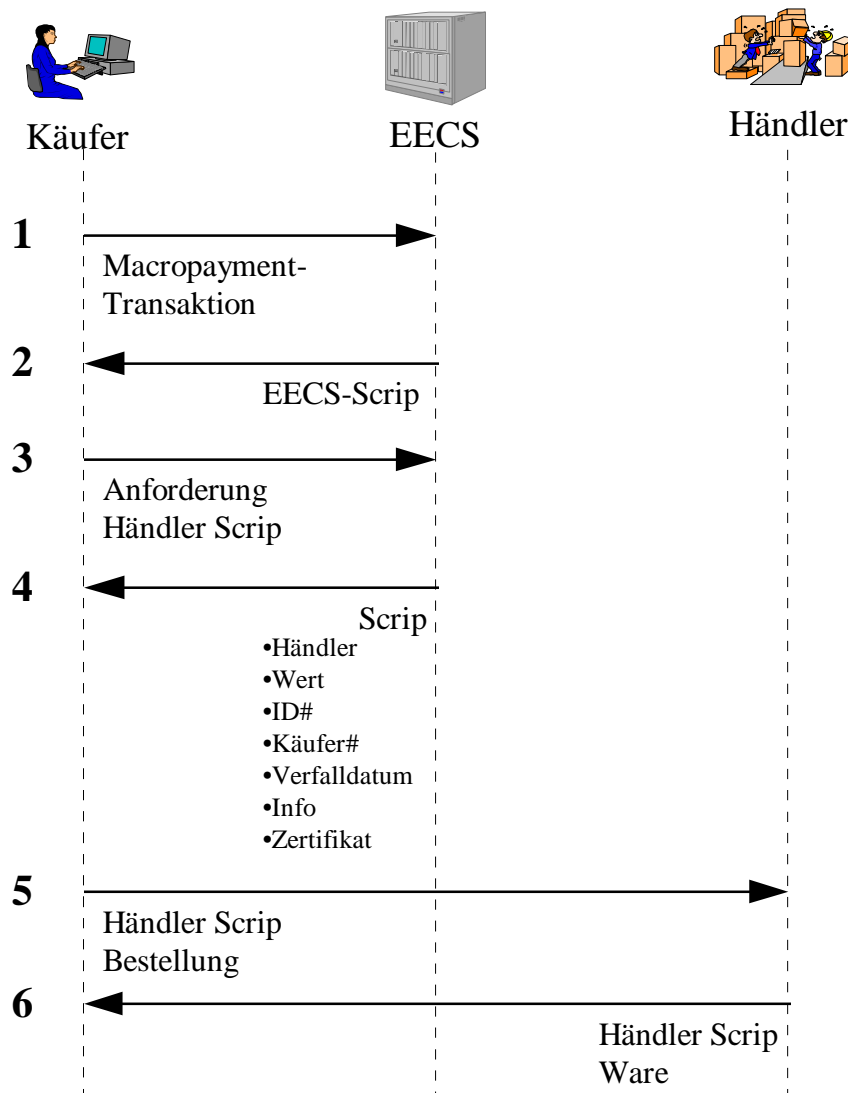 Käufer
EECS
Händler
1
Macropayment-
Transaktion
2
EECS-Scrip
3
Anforderung
Händler Scrip
4
Scrip
•Händler
•Wert
•ID#
•Käufer#
•Verfalldatum
•Info
•Zertifikat
5
Händler Scrip
Bestellung
6
Händler Scrip
Ware